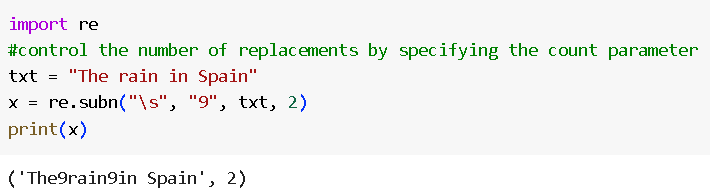 import re
#control the number of replacements by specifying the count parameter
txt = "The rain in Spain"
x = re.subn("\s", "9", txt, 2)
print(x)
('The9rain9in Spain', 2)